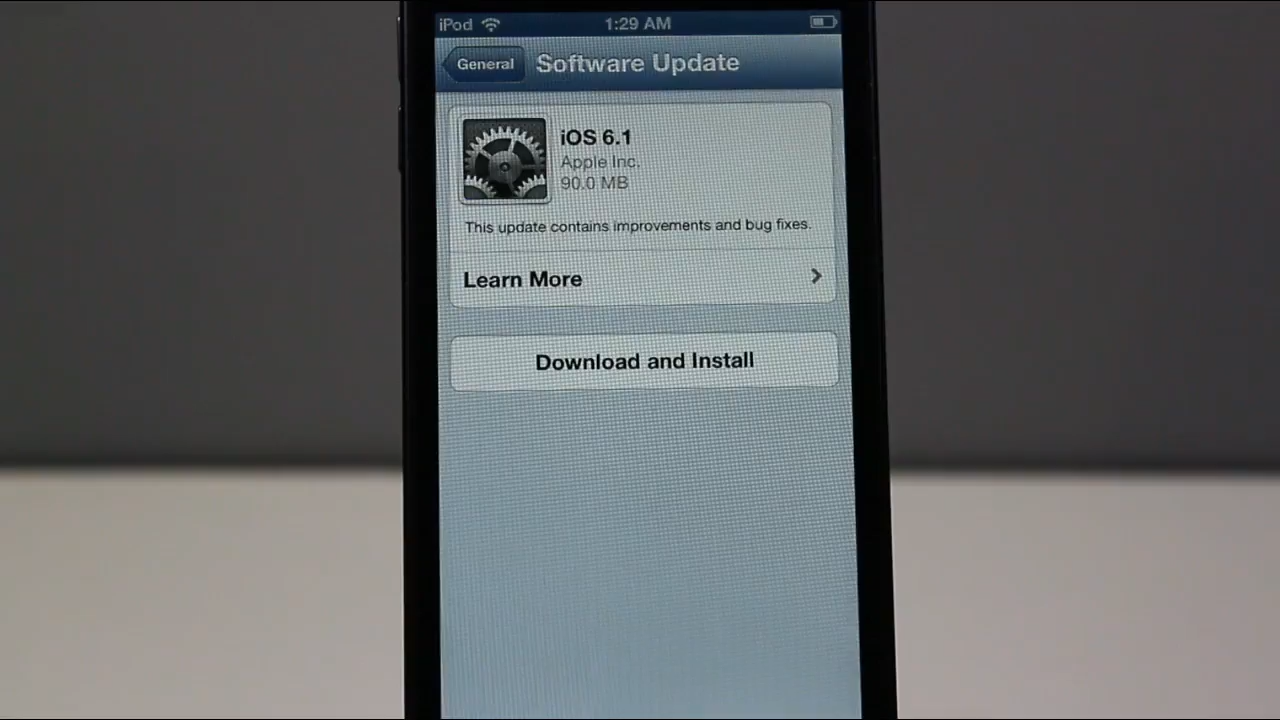 iPod 1:29 AM
General Software Update
iOS 6.1
Apple Inc.
90.0 MB
This update contains improvements and bug fixes.
Learn More
Download and Install